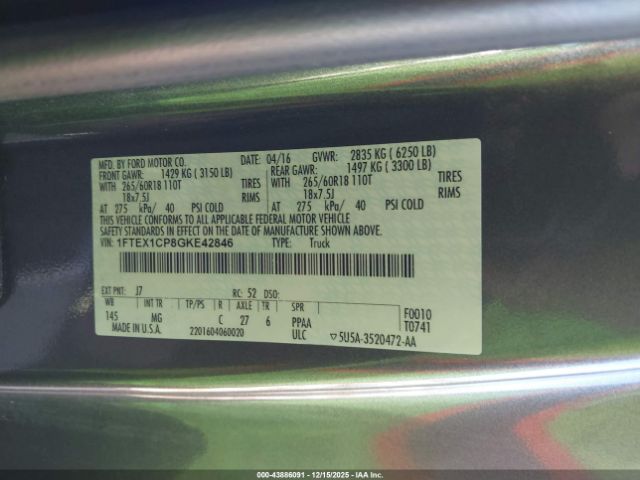 MFD. BY FORD MOTOR CO. 04/16 GVWR: 2835 KG ( 6250 LB)
FRONT GAWR: 1429 KG ( 3150 LB) REAR GAWR: 1497 KG ( 3300 LB)
WITH 265/60R18 110T TIRES WITH 265/60R18 110T TIRES
18x7.5J RIMS 18x7.5J RIMS
AT 275 kPa/ 40 PSI COLD AT 275 kPa/ 40 PSI COLD
THIS VEHICLE CONFORMS TO ALL APPLICABLE FEDERAL MOTOR VEHICLE
SAFETY STANDARDS IN EFFECT ON THE DATE OF MANUFACTURE SHOWN ABOVE.
VIN: 1FTEX1CP8GKE42846 TYPE: Truck
EXT PNT: J7 RC: 52 DSO:
WB INT TR TP/PS R AXLE TR SPR F0010
145 MG C 27 6 PPAA T0741
MADE IN U.S.A. 2201604060020 ULC ▽5U5A-3520472-AA
000-43886091 - 12/15/2025 - IAA Inc.